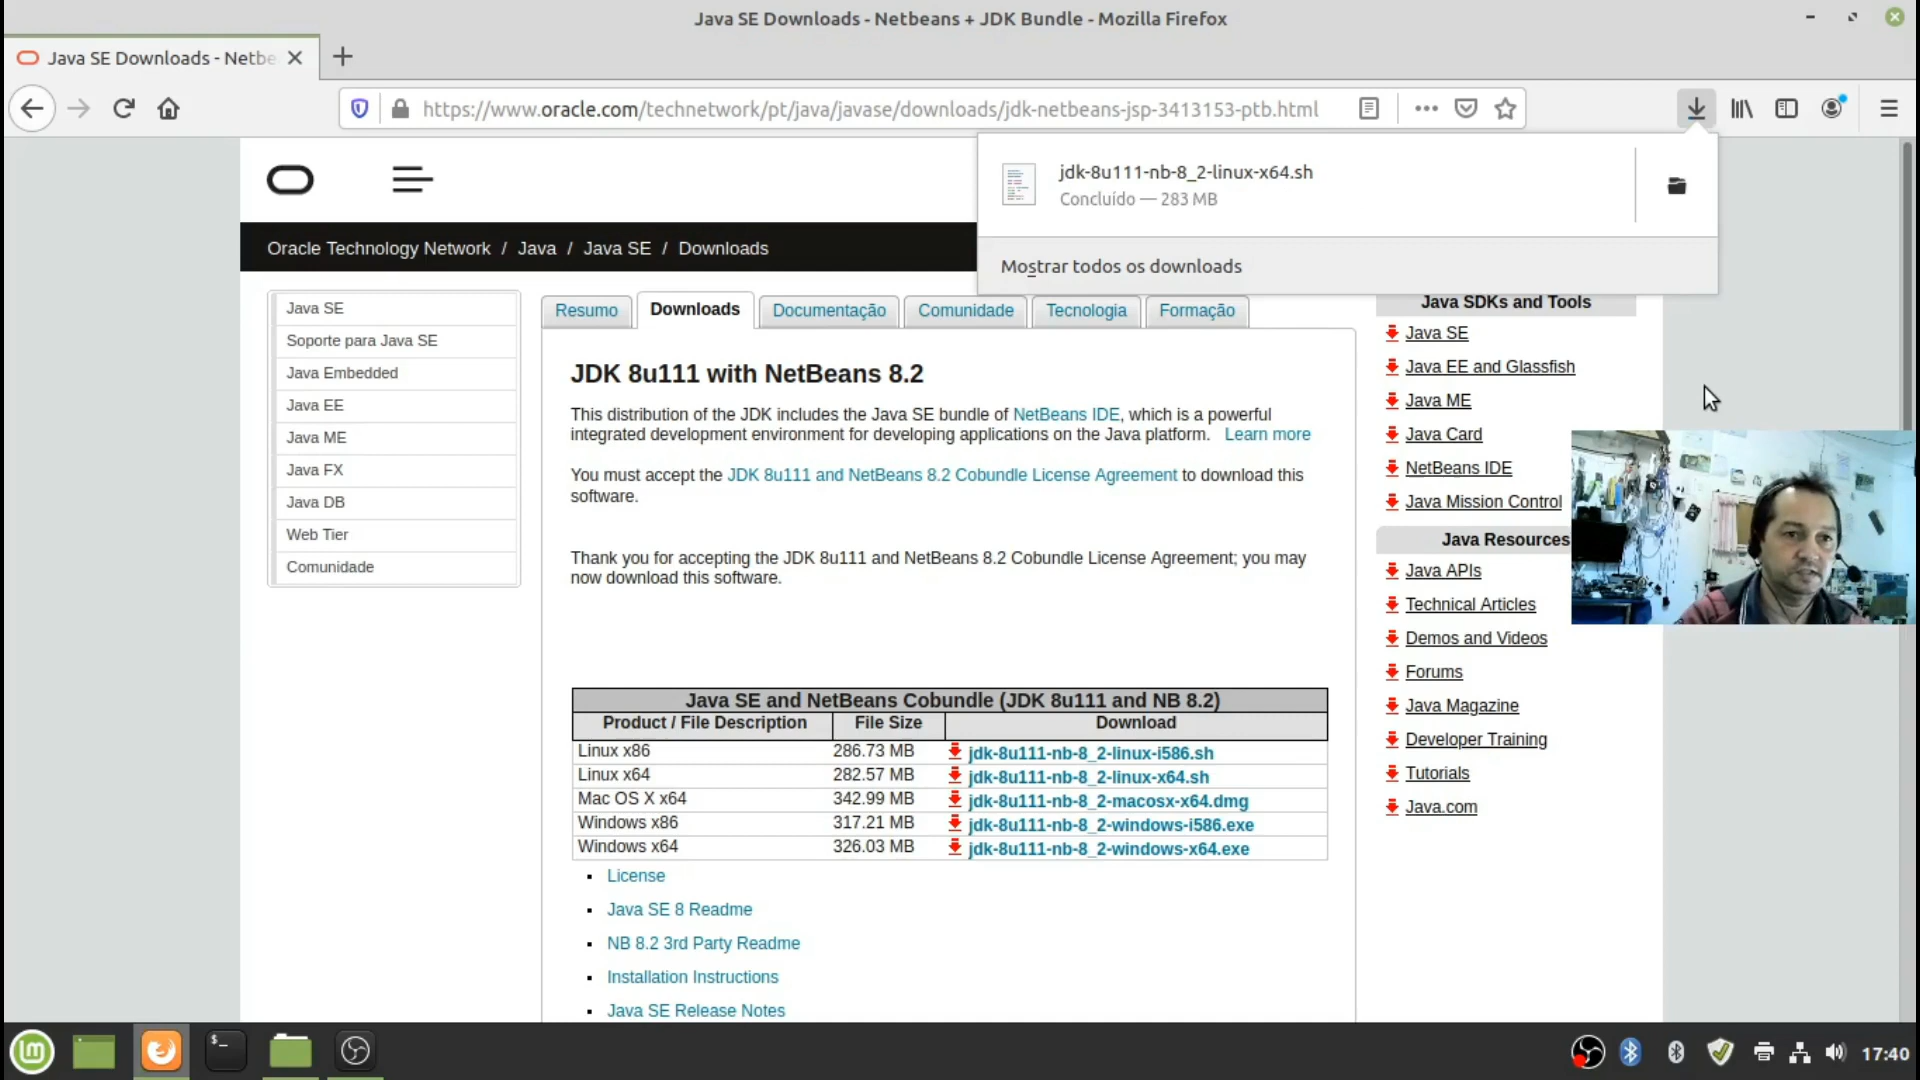 Java SE Downloads - Netbeans + JDK Bundle - Mozilla Firefox
Java SE Downloads - Netbe
https://www.oracle.com/technetwork/pt/java/javase/downloads/jdk-netbeans-jsp-3413153-ptb.html
jdk-8u111-nb-8_2-linux-x64.sh
Concluído — 283 MB
Mostrar todos os downloads
Oracle Technology Network / Java / Java SE / Downloads
Java SE
Soporte para Java SE
Java Embedded
Java EE
Java ME
Java FX
Java DB
Web Tier
Comunidade
Resumo
Downloads
Documentação
Comunidade
Tecnologia
Formação
JDK 8u111 with NetBeans 8.2
This distribution of the JDK includes the Java SE bundle of NetBeans IDE, which is a powerful
integrated development environment for developing applications on the Java platform. Learn more
You must accept the JDK 8u111 and NetBeans 8.2 Cobundle License Agreement to download this
software.
Thank you for accepting the JDK 8u111 and NetBeans 8.2 Cobundle License Agreement; you may
now download this software.
Java SE and NetBeans Cobundle (JDK 8u111 and NB 8.2)
Product / File Description File Size Download
Linux x86 286.73 MB jdk-8u111-nb-8_2-linux-i586.sh
Linux x64 282.57 MB jdk-8u111-nb-8_2-linux-x64.sh
Mac OS X x64 342.99 MB jdk-8u111-nb-8_2-macosx-x64.dmg
Windows x86 317.21 MB jdk-8u111-nb-8_2-windows-i586.exe
Windows x64 326.03 MB jdk-8u111-nb-8_2-windows-x64.exe
License
Java SE 8 Readme
NB 8.2 3rd Party Readme
Installation Instructions
Java SE Release Notes
Java SDKs and Tools
Java SE
Java EE and Glassfish
Java ME
Java Card
NetBeans IDE
Java Mission Control
Java Resources
Java APIs
Technical Articles
Demos and Videos
Forums
Java Magazine
Developer Training
Tutorials
Java.com
$_
17:40